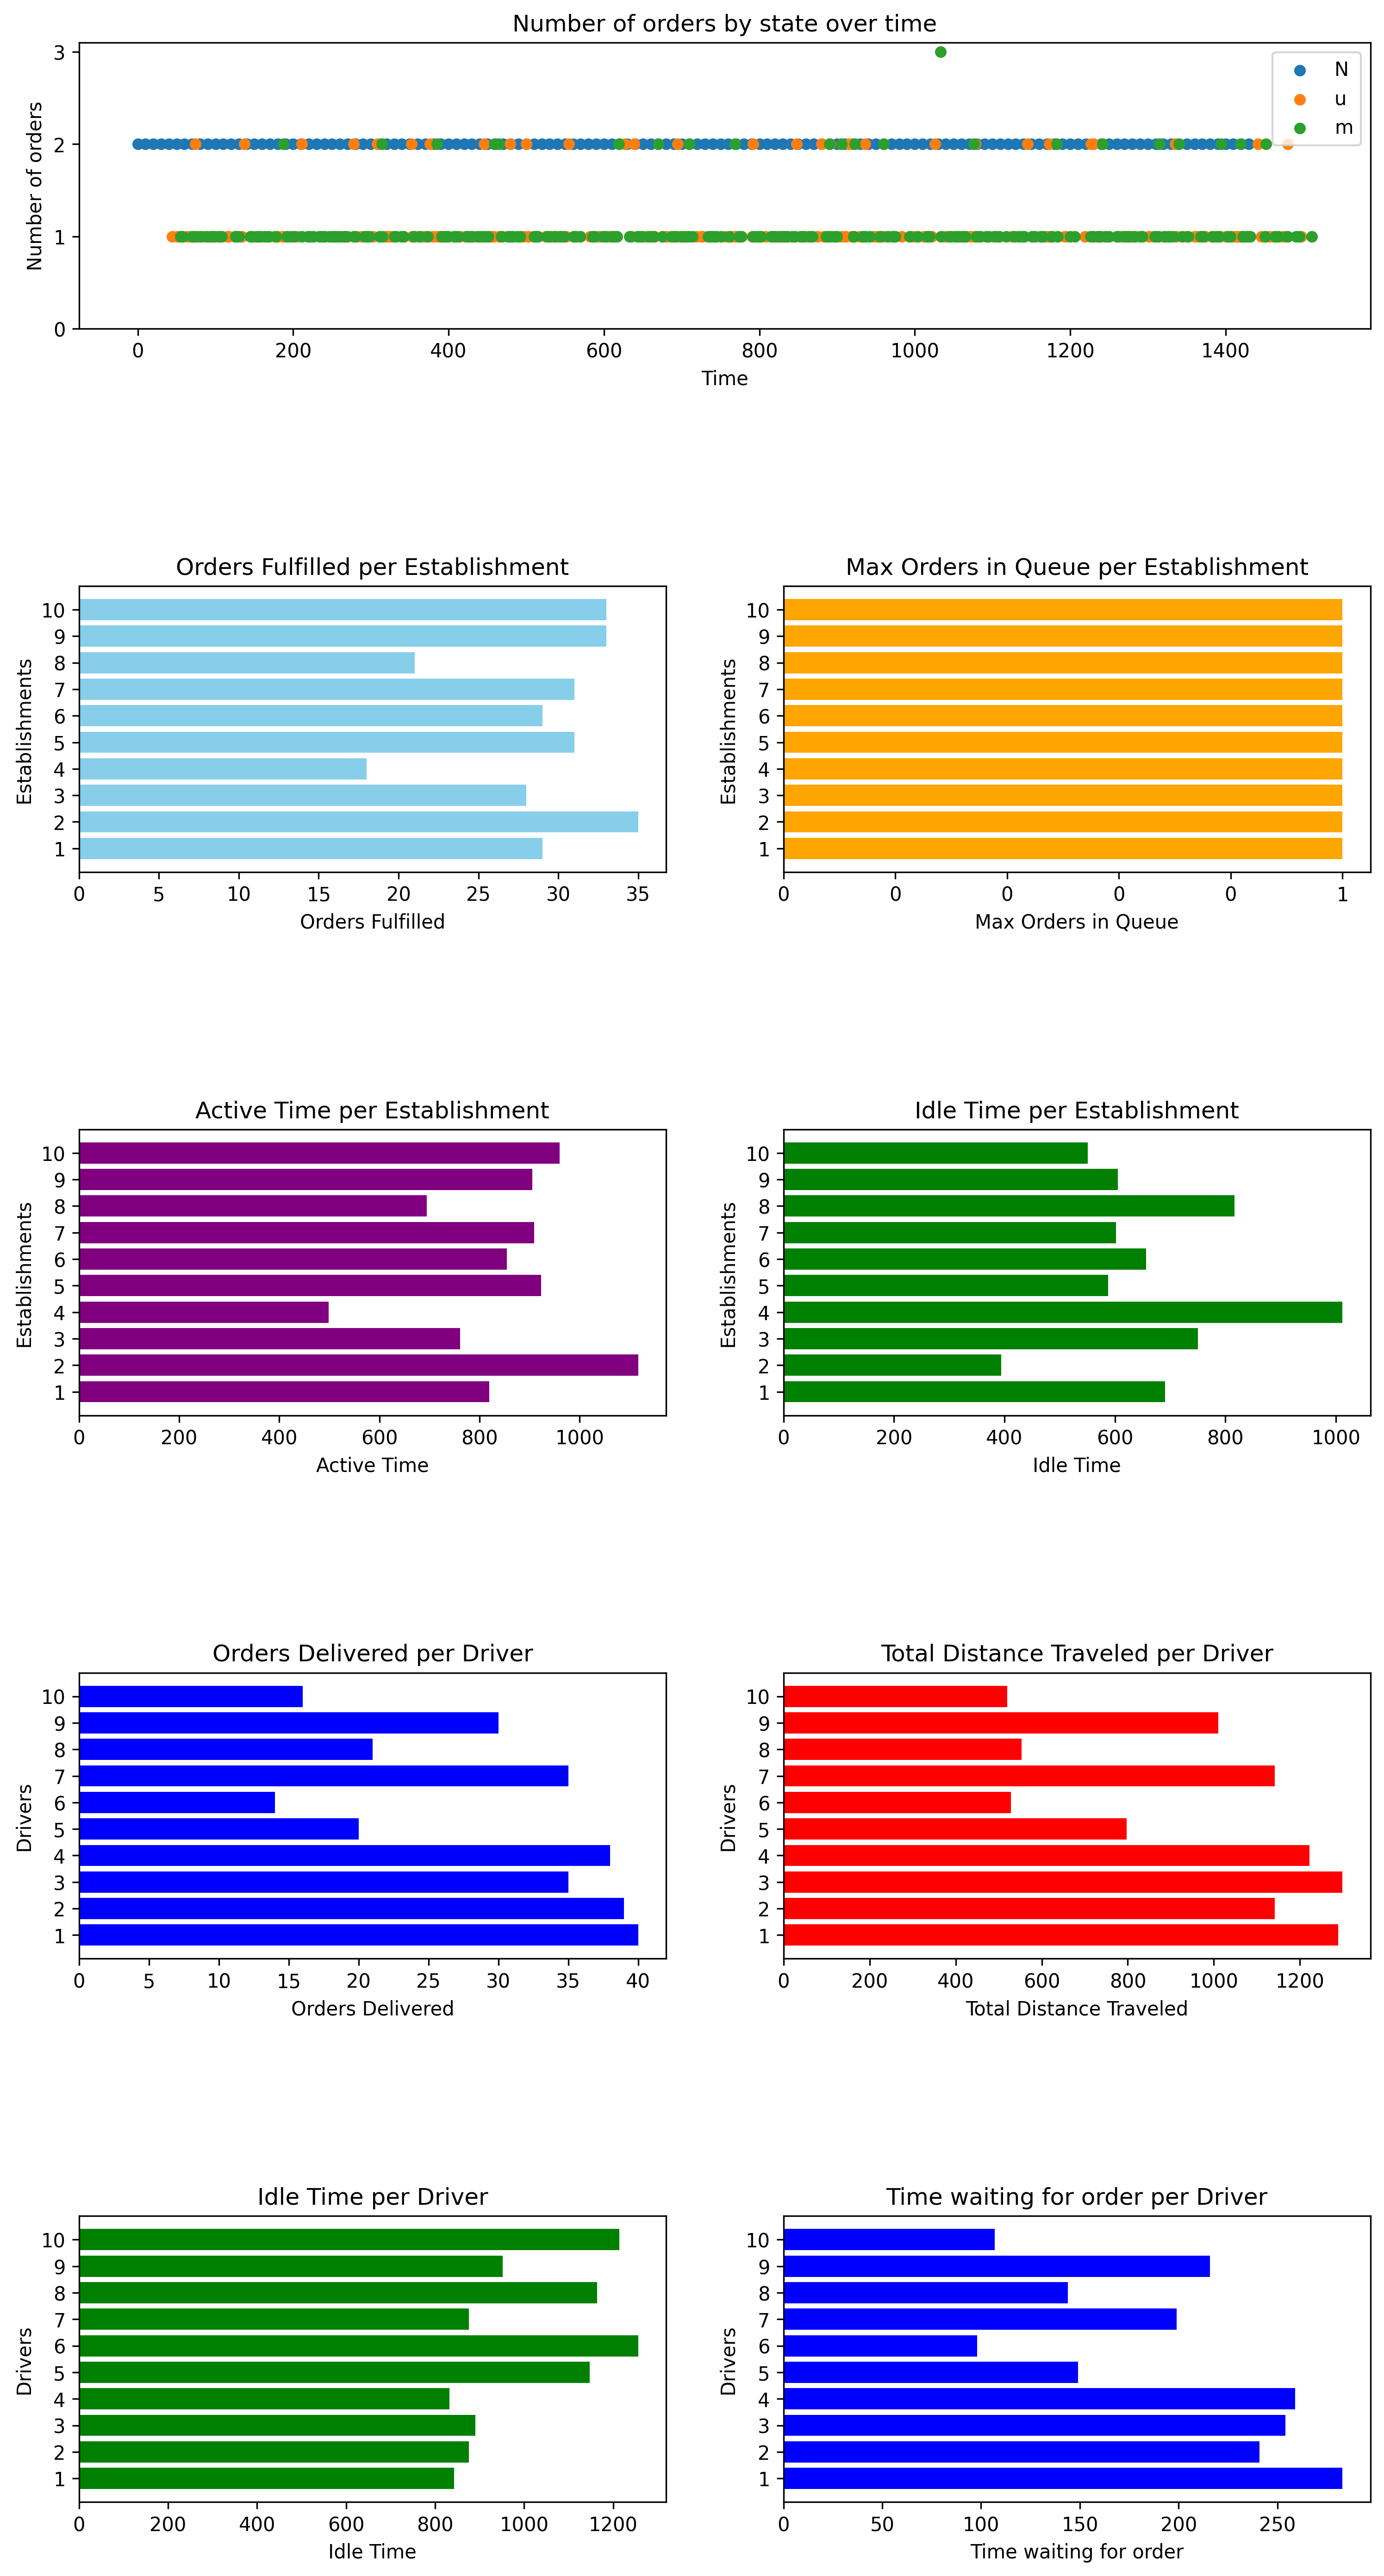 Number of orders by state over time
Number of orders
3
2
1
0
N
u
m
0 200 400 600 800 1000 1200 1400
Time
Orders Fulfilled per Establishment
Establishments
10
9
8
7
6
5
4
3
2
1
0 5 10 15 20 25 30 35
Orders Fulfilled
Max Orders in Queue per Establishment
Establishments
10
9
8
7
6
5
4
3
2
1
0 0 0 0 0 1
Max Orders in Queue
Active Time per Establishment
Establishments
10
9
8
7
6
5
4
3
2
1
0 200 400 600 800 1000
Active Time
Idle Time per Establishment
Establishments
10
9
8
7
6
5
4
3
2
1
0 200 400 600 800 1000
Idle Time
Orders Delivered per Driver
Drivers
10
9
8
7
6
5
4
3
2
1
0 5 10 15 20 25 30 35 40
Orders Delivered
Total Distance Traveled per Driver
Drivers
10
9
8
7
6
5
4
3
2
1
0 200 400 600 800 1000 1200
Total Distance Traveled
Idle Time per Driver
Drivers
10
9
8
7
6
5
4
3
2
1
0 200 400 600 800 1000 1200
Idle Time
Time waiting for order per Driver
Drivers
10
9
8
7
6
5
4
3
2
1
0 50 100 150 200 250
Time waiting for order